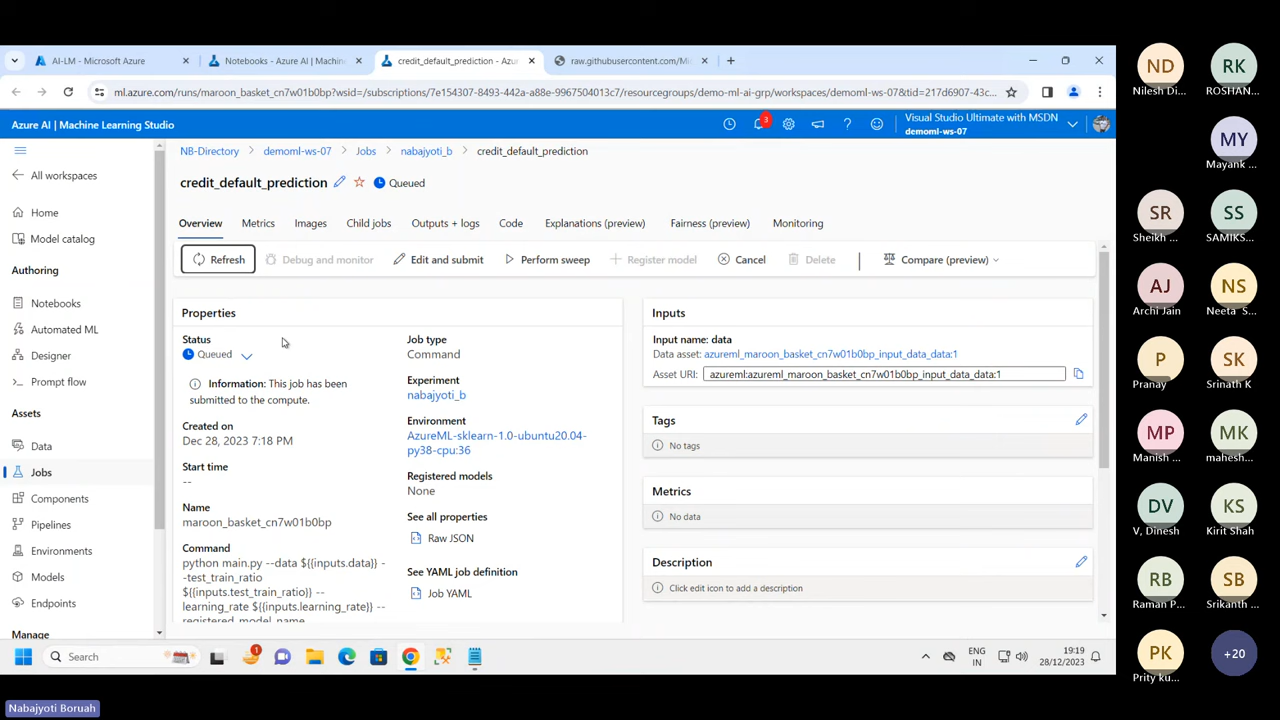 AI-LM - Microsoft Azure
Notebooks - Azure AI | Machin
credit_default_prediction - Azu
raw.githubusercontent.com/Mi
ml.azure.com/runs/maroon_basket_cn7w01b0bp?wsid=/subscriptions/7e154307-8493-442a-a88e-9967504013c7/resourcegroups/demo-ml-ai-grp/workspaces/demoml-ws-07&tid=217d6907-43c...
Azure AI | Machine Learning Studio
3
Visual Studio Ultimate with MSDN
demoml-ws-07
All workspaces
Home
Model catalog
Authoring
Notebooks
Automated ML
Designer
Prompt flow
Assets
Data
Jobs
Components
Pipelines
Environments
Models
Endpoints
Manage
NB-Directory > demoml-ws-07 > Jobs > nabajyoti_b > credit_default_prediction
credit_default_prediction Queued
Overview Metrics Images Child jobs Outputs + logs Code Explanations (preview) Fairness (preview) Monitoring
Refresh Debug and monitor Edit and submit Perform sweep Register model Cancel Delete Compare (preview)
Properties
Status
Queued
Information: This job has been
submitted to the compute.
Created on
Dec 28, 2023 7:18 PM
Start time
--
Name
maroon_basket_cn7w01b0bp
Command
python main.py --data ${{inputs.data}} -
-test_train_ratio
${{inputs.test_train_ratio}} --
learning_rate ${{inputs.learning_rate}} --
registered_model_name
Job type
Command
Experiment
nabajyoti_b
Environment
AzureML-sklearn-1.0-ubuntu20.04-
py38-cpu:36
Registered models
None
See all properties
Raw JSON
See YAML job definition
Job YAML
Inputs
Input name: data
Data asset: azureml_maroon_basket_cn7w01b0bp_input_data_data:1
Asset URI: azureml:azureml_maroon_basket_cn7w01b0bp_input_data_data:1
Tags
No tags
Metrics
No data
Description
Click edit icon to add a description
Search
1
ENG
IN
19:19
28/12/2023
Nabajyoti Boruah
ND
Nilesh Di...
RK
ROSHAN...
MY
Mayank ...
SR
Sheikh ...
SS
SAMIKS...
AJ
Archi Jain
NS
Neeta S...
P
Pranay
SK
Srinath K
MP
Manish ...
MK
mahesh...
DV
V, Dinesh
KS
Kirit Shah
RB
Raman P...
SB
Srikanth ...
PK
Prity ku...
+20